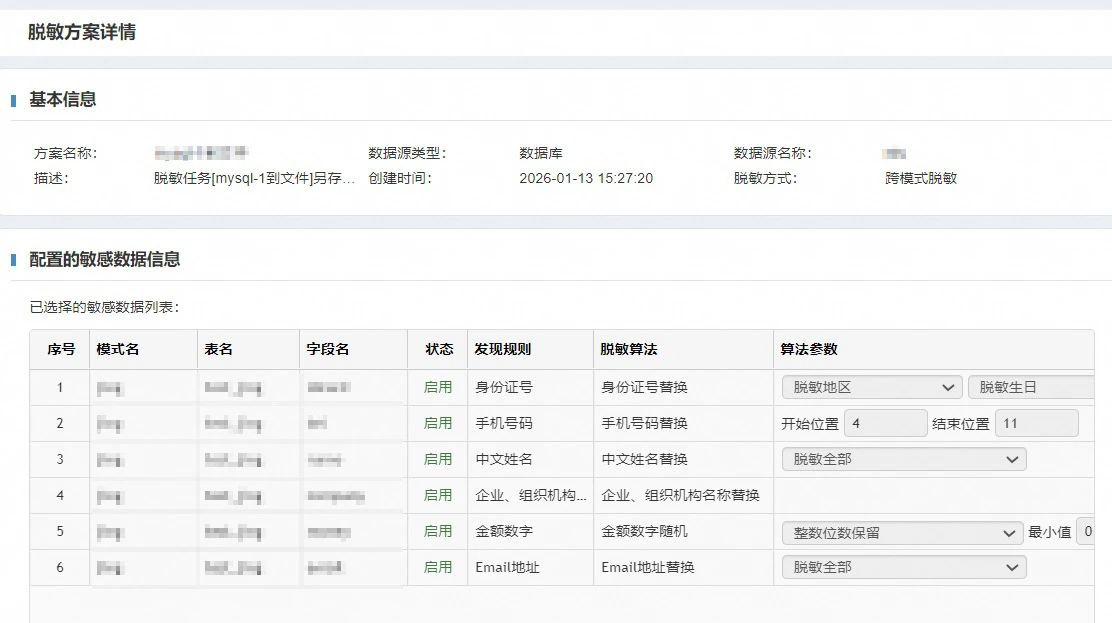 脱敏方案详情
基本信息
方案名称： 数据源类型： 数据库 数据源名称：
描述： 脱敏任务[mysql-1到文件]另存... 创建时间： 2026-01-13 15:27:20 脱敏方式： 跨模式脱敏
配置的敏感数据信息
已选择的敏感数据列表：
序号 模式名 表名 字段名 状态 发现规则 脱敏算法 算法参数
1 启用 身份证号 身份证号替换 脱敏地区 脱敏生日
2 启用 手机号码 手机号码替换 开始位置 4 结束位置 11
3 启用 中文姓名 中文姓名替换 脱敏全部
4 启用 企业、组织机构... 企业、组织机构名称替换
5 启用 金额数字 金额数字随机 整数位数保留 最小值 0
6 启用 Email地址 Email地址替换 脱敏全部